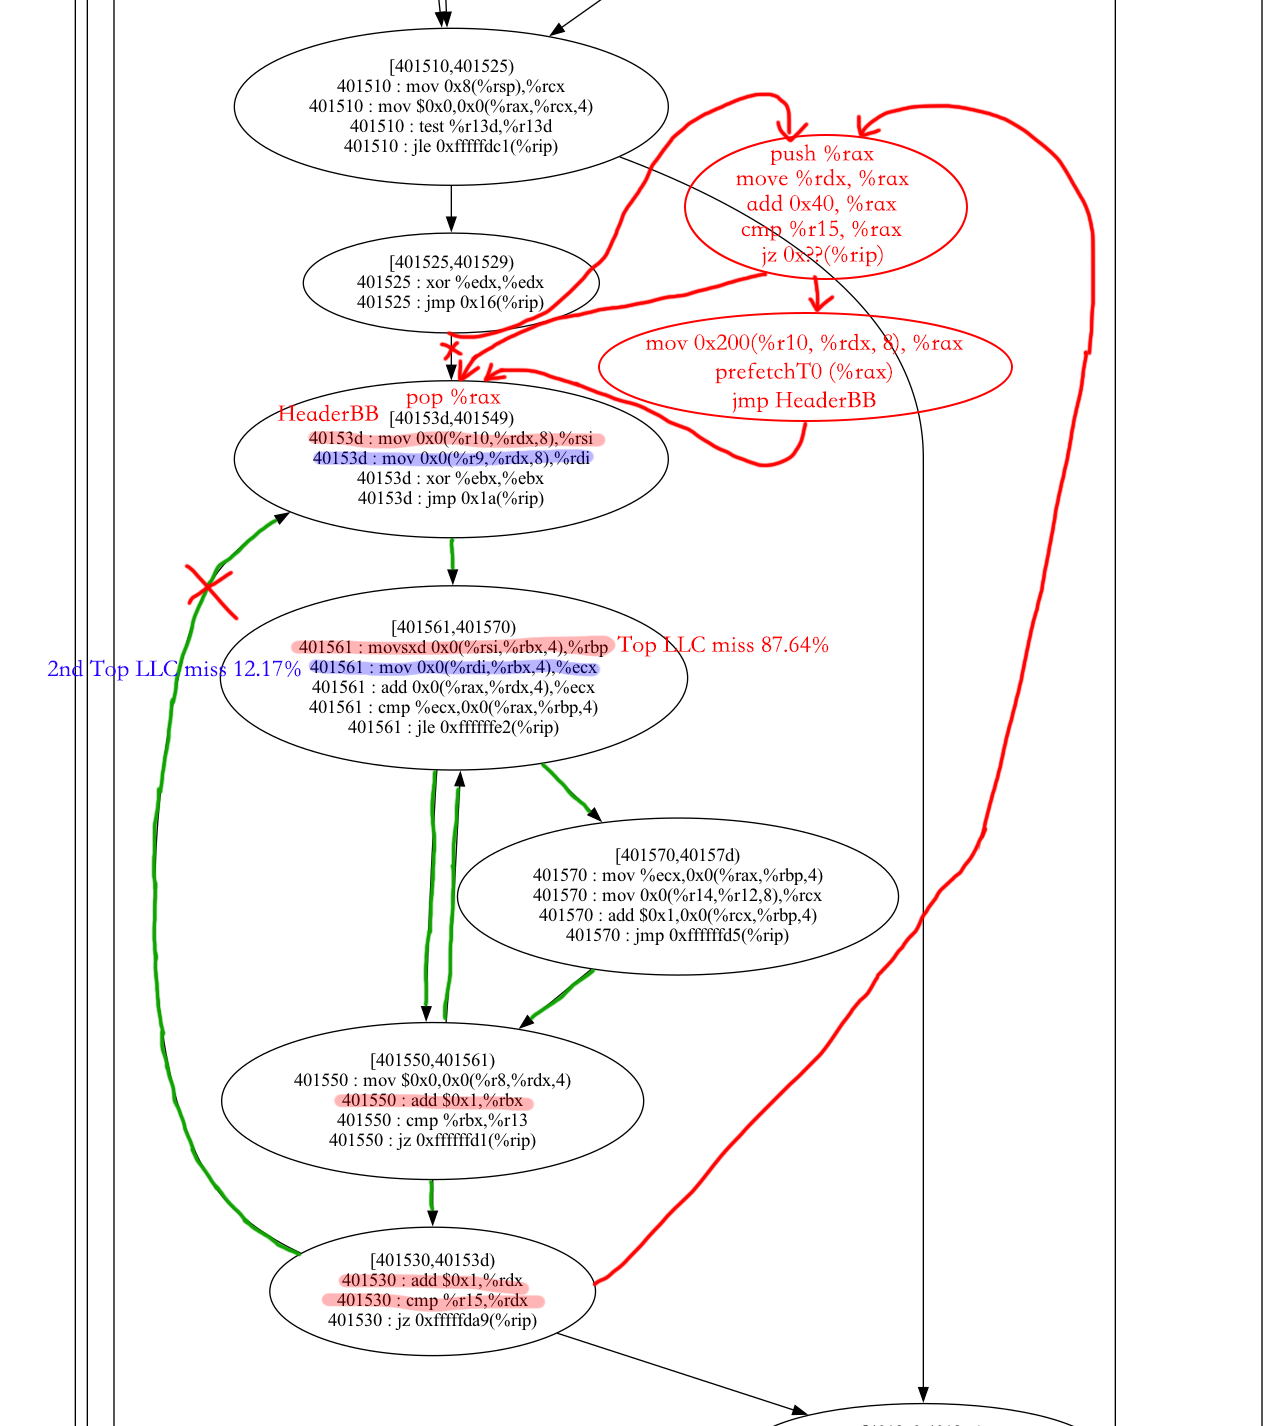 [401510,401525)
401510 : mov 0x8(%rsp),%rcx
401510 : mov $0x0,0x0(%rax,%rcx,4)
401510 : test %r13d,%r13d
401510 : jle 0xfffffdc1(%rip)
push %rax
move %rdx, %rax
add 0x40, %rax
cmp %r15, %rax
jz 0x??(%rip)
[401525,401529)
401525 : xor %edx,%edx
401525 : jmp 0x16(%rip)
mov 0x200(%r10, %rdx, 8), %rax
prefetchT0 (%rax)
jmp HeaderBB
pop %rax
HeaderBB
[40153d,401549)
40153d : mov 0x0(%r10,%rdx,8),%rsi
40153d : mov 0x0(%r9,%rdx,8),%rdi
40153d : xor %ebx,%ebx
40153d : jmp 0x1a(%rip)
[401561,401570)
401561 : movsxd 0x0(%rsi,%rbx,4),%rbp
Top LLC miss 87.64%
2nd Top LLC miss 12.17%
401561 : mov 0x0(%rdi,%rbx,4),%ecx
401561 : add 0x0(%rax,%rdx,4),%ecx
401561 : cmp %ecx,0x0(%rax,%rbp,4)
401561 : jle 0xffffffe2(%rip)
[401570,40157d)
401570 : mov %ecx,0x0(%rax,%rbp,4)
401570 : mov 0x0(%r14,%r12,8),%rcx
401570 : add $0x1,0x0(%rcx,%rbp,4)
401570 : jmp 0xffffffd5(%rip)
[401550,401561)
401550 : mov $0x0,0x0(%r8,%rdx,4)
401550 : add $0x1,%rbx
401550 : cmp %rbx,%r13
401550 : jz 0xffffffd1(%rip)
[401530,40153d)
401530 : add $0x1,%rdx
401530 : cmp %r15,%rdx
401530 : jz 0xfffffda9(%rip)